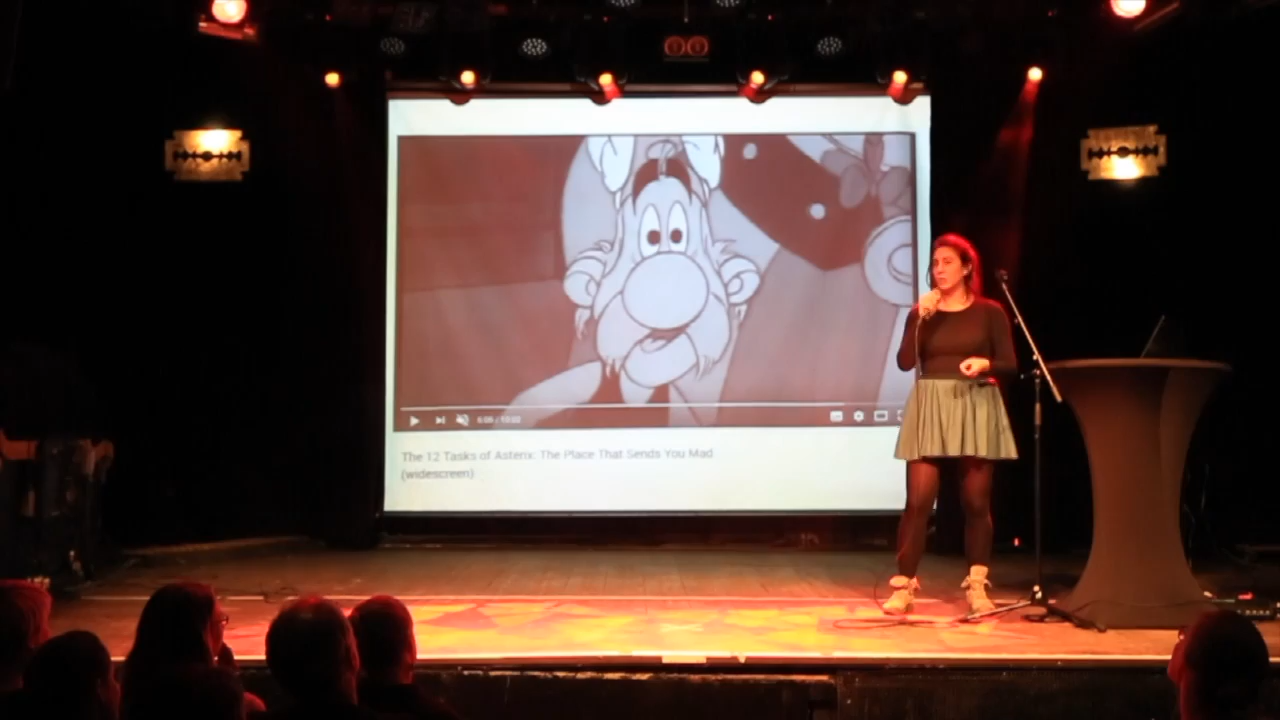 The 12 Tasks of Asterix: The Place That Sends You Mad
(widescreen)